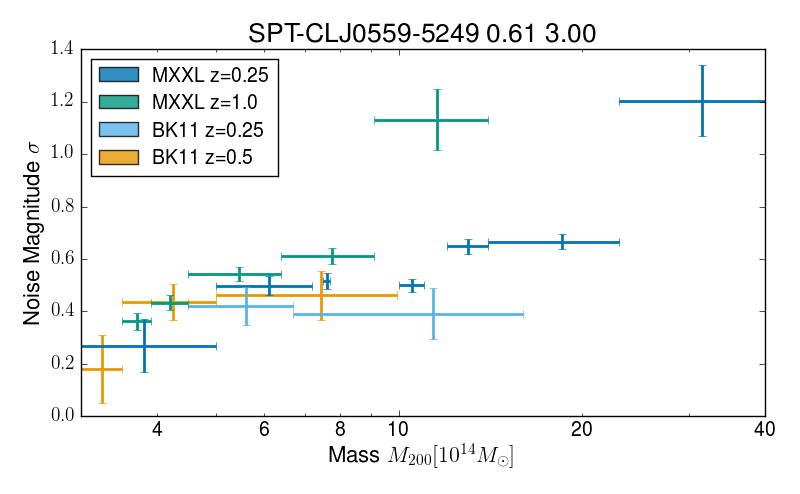 SPT-CLJ0559-5249 0.61 3.00
MXXL z=0.25
MXXL z=1.0
BK11 z=0.25
BK11 z=0.5
Noise Magnitude σ
1.4
1.2
1.0
0.8
0.6
0.4
0.2
0.0
4 6 8 10 20 40
Mass M₂₀₀[10¹⁴M☉]